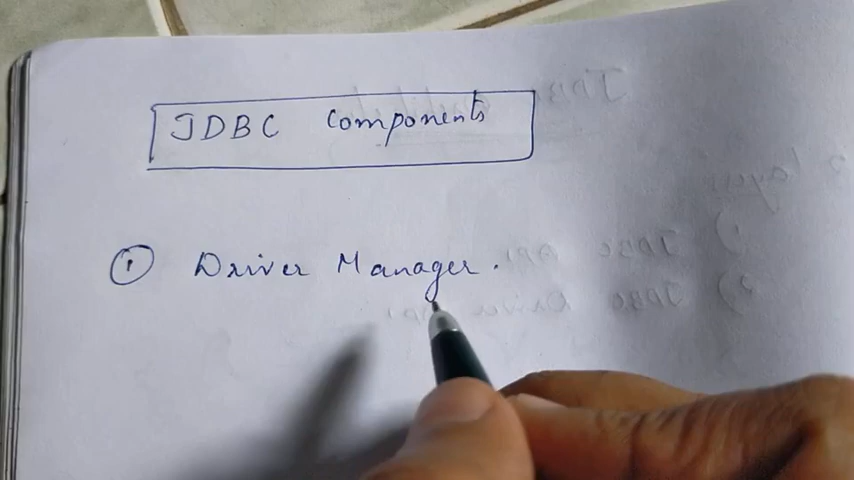 JDBC Components
① Driver Manager.